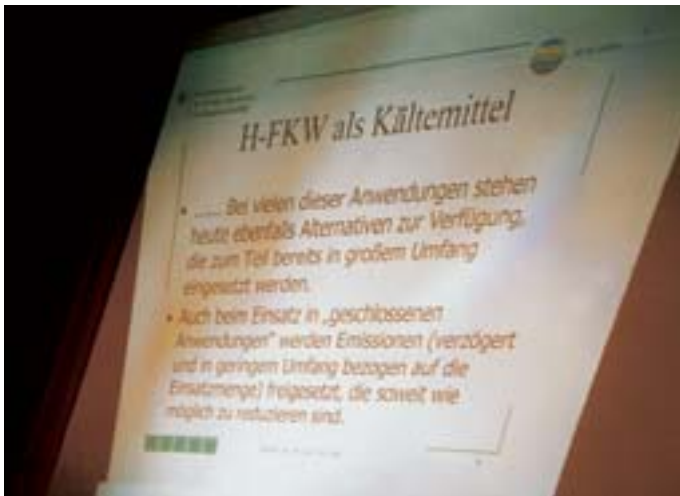 H-FKW als Kältemittel
• ..... Bei vielen dieser Anwendungen stehen
heute ebenfalls Alternativen zur Verfügung,
die zum Teil bereits in großem Umfang
eingesetzt werden.
• Auch beim Einsatz in „geschlossenen
Anwendungen" werden Emissionen (verzögert
und in geringem Umfang bezogen auf die
Einsatzmenge) freigesetzt, die soweit wie
möglich zu reduzieren sind.